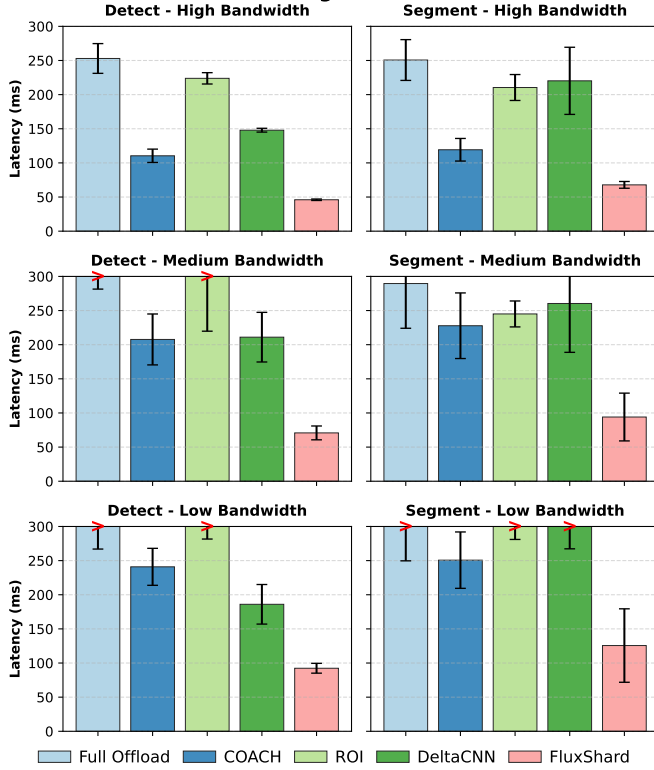 Detect - High Bandwidth
Segment - High Bandwidth
Latency (ms)
300
250
200
150
100
50
0
Detect - Medium Bandwidth
Segment - Medium Bandwidth
Latency (ms)
300
250
200
150
100
50
0
>
>
Detect - Low Bandwidth
Segment - Low Bandwidth
Latency (ms)
300
250
200
150
100
50
0
>
>
>
>
>
Full Offload
COACH
ROI
DeltaCNN
FluxShard